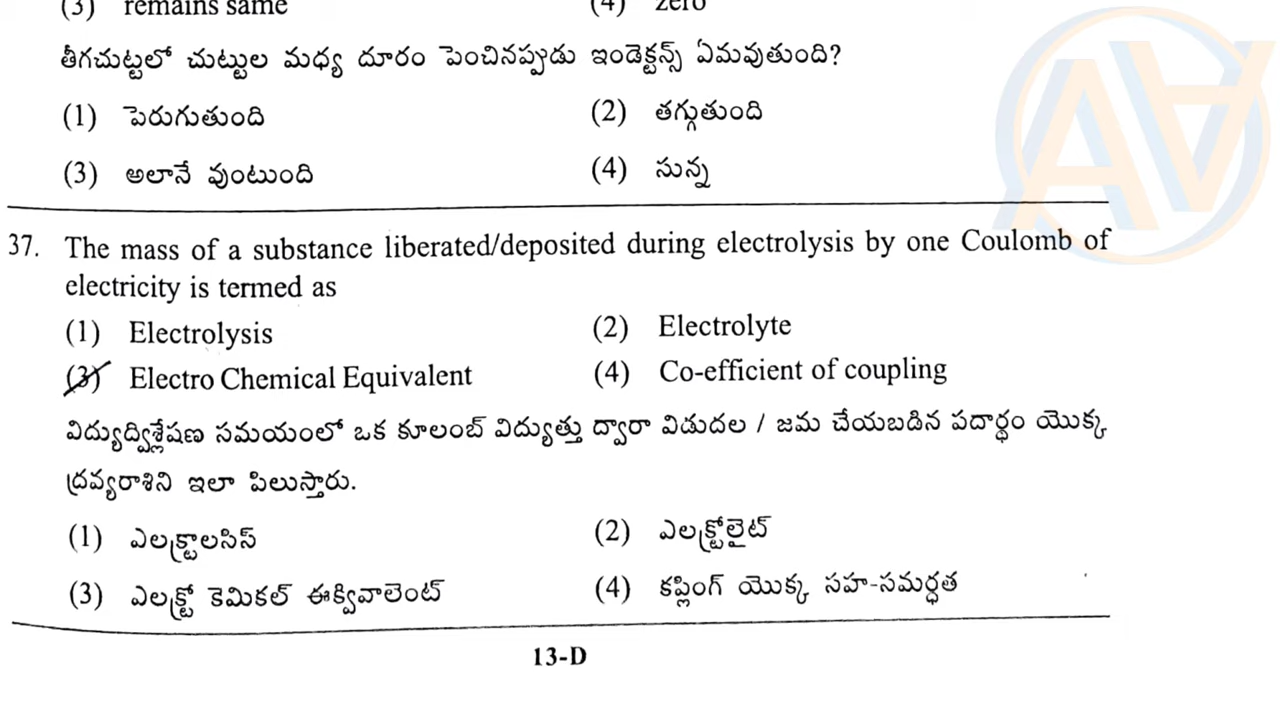 (3) remains same (4) zero
తీగచుట్టలో చుట్టుల మధ్య దూరం పెంచినప్పుడు ఇండెక్టన్స్ ఏమవుతుంది?
(1) పెరుగుతుంది (2) తగ్గుతుంది
(3) అలానే వుంటుంది (4) సున్న
37. The mass of a substance liberated/deposited during electrolysis by one Coulomb of
electricity is termed as
(1) Electrolysis (2) Electrolyte
(3) Electro Chemical Equivalent (4) Co-efficient of coupling
విద్యుద్విశ్లేషణ సమయంలో ఒక కూలంబ్ విద్యుత్తు ద్వారా విడుదల / జమ చేయబడిన పదార్థం యొక్క
ద్రవ్యరాశిని ఇలా పిలుస్తారు.
(1) ఎలక్ట్రాలసిస్ (2) ఎలక్ట్రోలైట్
(3) ఎలక్ట్రో కెమికల్ ఈక్వివాలెంట్ (4) కప్లింగ్ యొక్క సహ-సమర్ధత
13-D